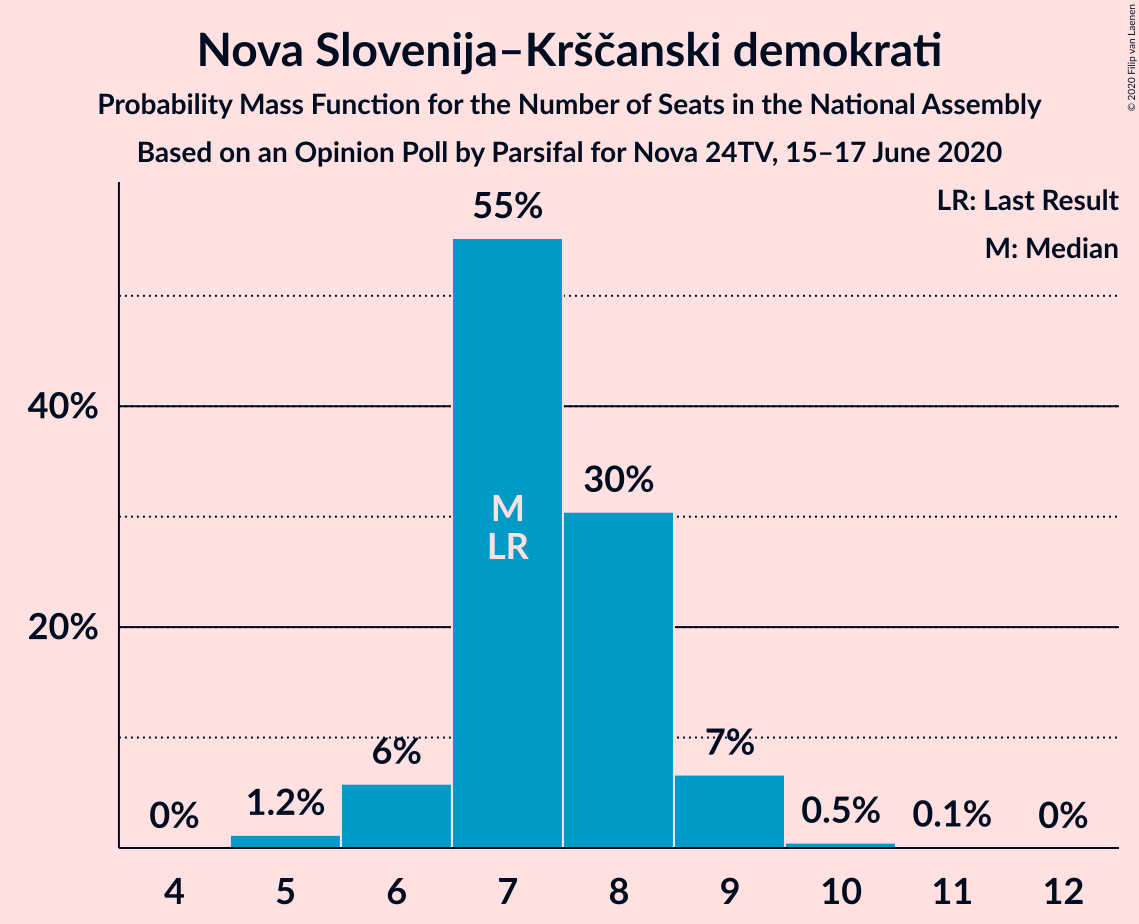 Nova Slovenija–Krščanski demokrati
Probability Mass Function for the Number of Seats in the National Assembly
Based on an Opinion Poll by Parsifal for Nova 24TV, 15–17 June 2020
© 2020 Filip van Laenen
LR: Last Result
M: Median
55%
40%
30%
M
LR
20%
6%
7%
0%
1.2%
0.5%
0.1%
0%
4 5 6 7 8 9 10 11 12